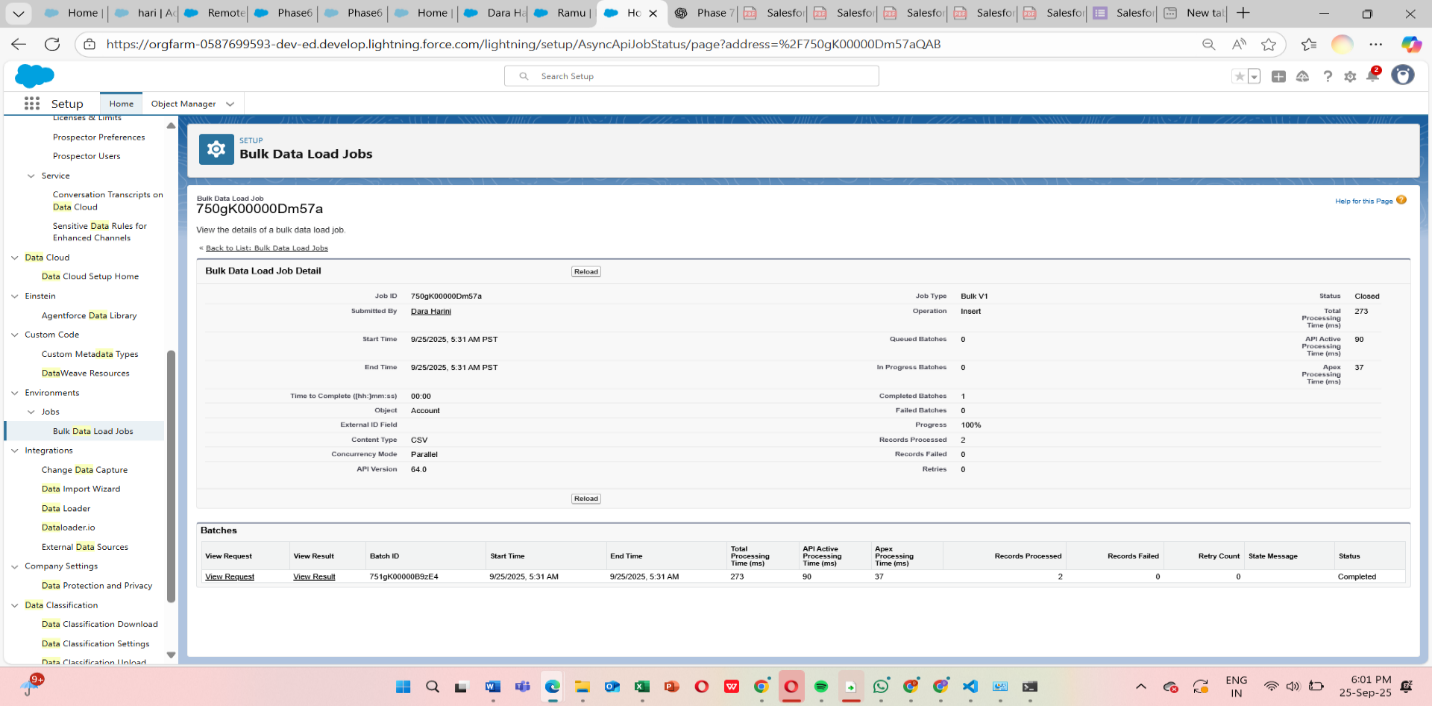 Home |
hari | Ac
Remote
Phase6
Phase6
Home |
Dara Ha
Ramu |
Ho
Phase 7
Salesfor
Salesfor
Salesfor
Salesfor
Salesfor
Salesfor
New tab
https://orgfarm-0587699593-dev-ed.develop.lightning.force.com/lightning/setup/AsyncApiJobStatus/page?address=%2F750gK00000Dm57aQAB
Search Setup
2
Setup
Home
Object Manager
Licenses & Limits
Prospector Preferences
Prospector Users
Service
Conversation Transcripts on
Data Cloud
Sensitive Data Rules for
Enhanced Channels
Data Cloud
Data Cloud Setup Home
Einstein
Agentforce Data Library
Custom Code
Custom Metadata Types
DataWeave Resources
Environments
Jobs
Bulk Data Load Jobs
Integrations
Change Data Capture
Data Import Wizard
Data Loader
Dataloader.io
External Data Sources
Company Settings
Data Protection and Privacy
Data Classification
Data Classification Download
Data Classification Settings
Data Classification Upload
SETUP
Bulk Data Load Jobs
Bulk Data Load Job
750gK00000Dm57a
Help for this Page
View the details of a bulk data load job.
« Back to List: Bulk Data Load Jobs
Bulk Data Load Job Detail
Reload
Job ID 750gK00000Dm57a Job Type Bulk V1 Status Closed
Submitted By Dara Harini Operation Insert Total Processing Time (ms) 273
Start Time 9/25/2025, 5:31 AM PST Queued Batches 0 API Active Processing Time (ms) 90
End Time 9/25/2025, 5:31 AM PST In Progress Batches 0 Apex Processing Time (ms) 37
Time to Complete ([hh:]mm:ss) 00:00 Completed Batches 1
Object Account Failed Batches 0
External ID Field Progress 100%
Content Type CSV Records Processed 2
Concurrency Mode Parallel Records Failed 0
API Version 64.0 Retries 0
Reload
Batches
View Request View Result Batch ID Start Time End Time Total Processing Time (ms) API Active Processing Time (ms) Apex Processing Time (ms) Records Processed Records Failed Retry Count State Message Status
View Request View Result 751gK00000B9zE4 9/25/2025, 5:31 AM 9/25/2025, 5:31 AM 273 90 37 2 0 0 Completed
9+
ENG
IN
6:01 PM
25-Sep-25